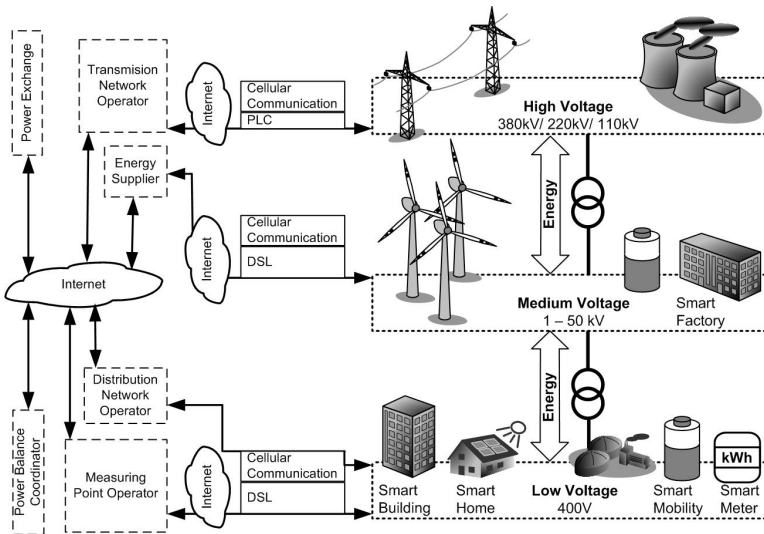 Power Exchange
Transmision
Network
Operator
Internet
Cellular
Communication
PLC
High Voltage
380kV/ 220kV/ 110kV
Energy
Supplier
Internet
Cellular
Communication
DSL
Energy
Internet
Medium Voltage
1 – 50 kV
Smart
Factory
Energy
Distribution
Network
Operator
Power Balance
Coordinator
Measuring
Point Operator
Internet
Cellular
Communication
DSL
Smart
Building
Smart
Home
Low Voltage
400V
Smart
Mobility
kWh
Smart
Meter